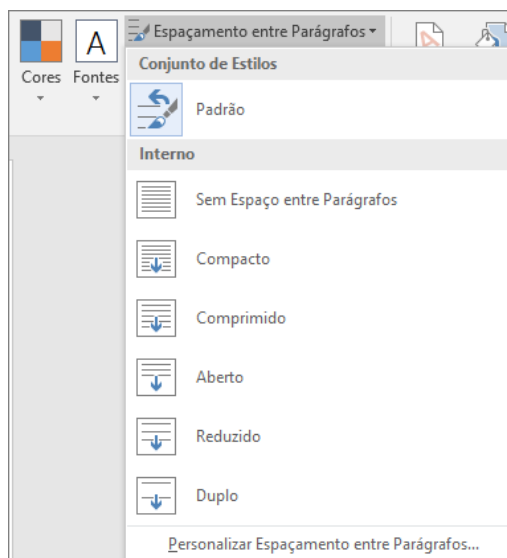 Espaçamento entre Parágrafos
Cores
Fontes
A
Conjunto de Estilos
Padrão
Interno
Sem Espaço entre Parágrafos
Compacto
Comprimido
Aberto
Reduzido
Duplo
Personalizar Espaçamento entre Parágrafos...